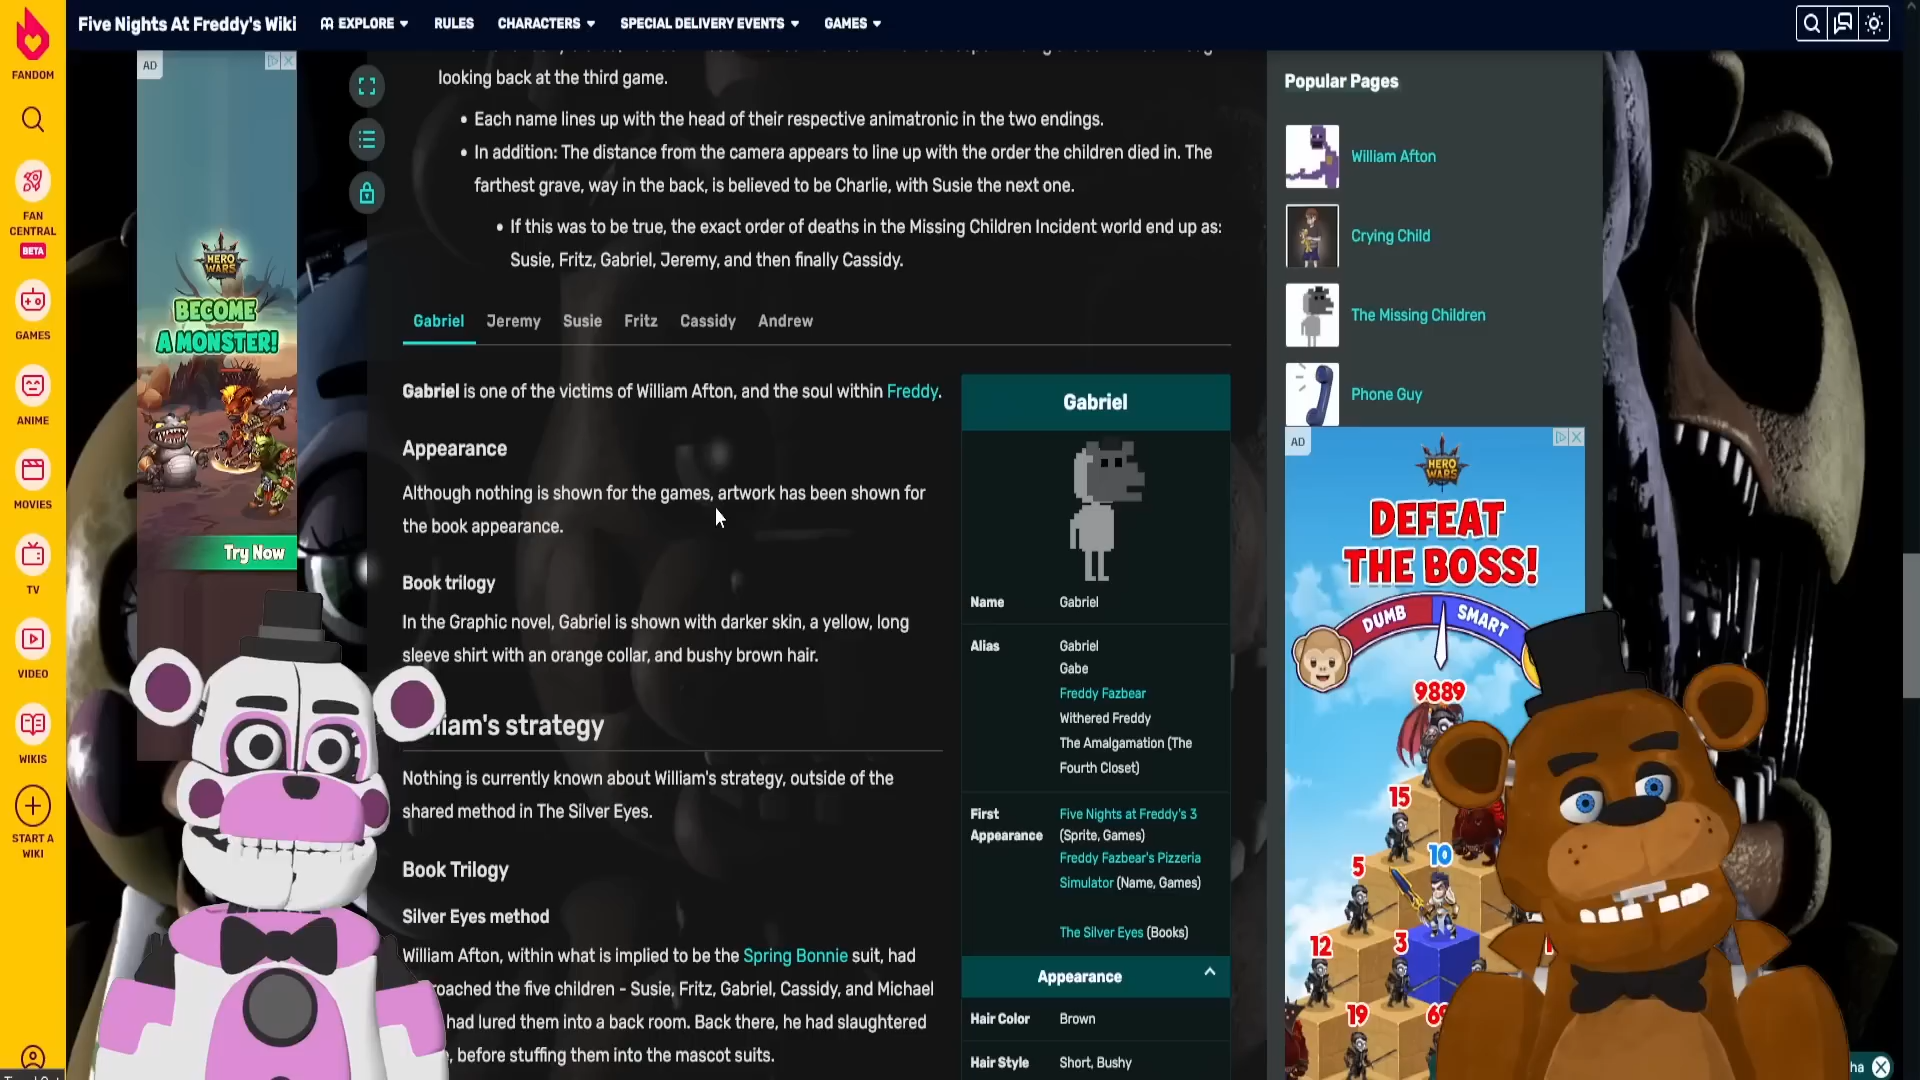 Five Nights At Freddy's Wiki
EXPLORE
RULES
CHARACTERS
SPECIAL DELIVERY EVENTS
GAMES
FANDOM
FAN
CENTRAL
BETA
GAMES
ANIME
MOVIES
TV
VIDEO
WIKIS
START A
WIKI
AD
HERO
WARS
BECOME
A MONSTER!
Try Now
looking back at the third game.
• Each name lines up with the head of their respective animatronic in the two endings.
• In addition: The distance from the camera appears to line up with the order the children died in. The
farthest grave, way in the back, is believed to be Charlie, with Susie the next one.
• If this was to be true, the exact order of deaths in the Missing Children Incident world end up as:
Susie, Fritz, Gabriel, Jeremy, and then finally Cassidy.
Gabriel Jeremy Susie Fritz Cassidy Andrew
Gabriel is one of the victims of William Afton, and the soul within Freddy.
Appearance
Although nothing is shown for the games, artwork has been shown for
the book appearance.
Book trilogy
In the Graphic novel, Gabriel is shown with darker skin, a yellow, long
sleeve shirt with an orange collar, and bushy brown hair.
liam's strategy
Nothing is currently known about William's strategy, outside of the
shared method in The Silver Eyes.
Book Trilogy
Silver Eyes method
William Afton, within what is implied to be the Spring Bonnie suit, had
roached the five children - Susie, Fritz, Gabriel, Cassidy, and Michael
had lured them into a back room. Back there, he had slaughtered
, before stuffing them into the mascot suits.
Gabriel
Name Gabriel
Alias Gabriel
Gabe
Freddy Fazbear
Withered Freddy
The Amalgamation (The
Fourth Closet)
First Five Nights at Freddy's 3
Appearance (Sprite, Games)
Freddy Fazbear's Pizzeria
Simulator (Name, Games)
The Silver Eyes (Books)
Appearance
Hair Color Brown
Hair Style Short, Bushy
Popular Pages
William Afton
Crying Child
The Missing Children
Phone Guy
AD
HERO
WARS
DEFEAT
THE BOSS!
DUMB SMART
9889
15
5
10
12
3
19
ha